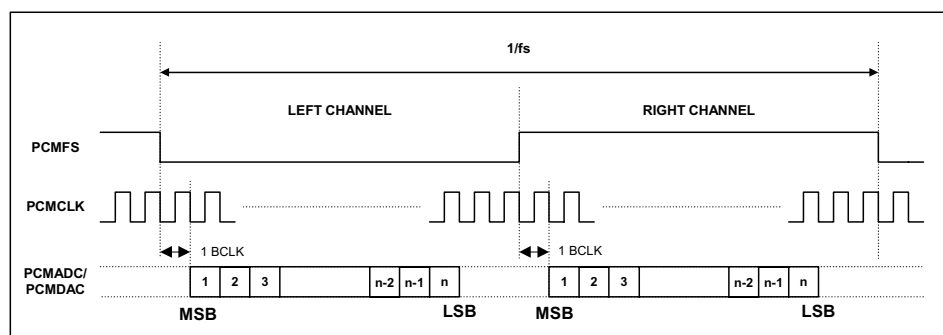 1/fs
LEFT CHANNEL RIGHT CHANNEL
PCMFS
PCMCLK
1 BCLK 1 BCLK
PCMADC/
PCMDAC
1 2 3 n-2 n-1 n 1 2 3 n-2 n-1 n
MSB LSB MSB LSB